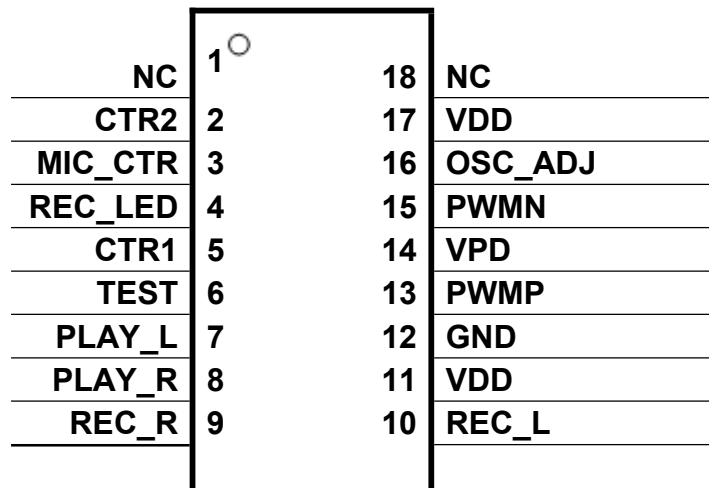 NC 1 18 NC
CTR2 2 17 VDD
MIC_CTR 3 16 OSC_ADJ
REC_LED 4 15 PWMN
CTR1 5 14 VPD
TEST 6 13 PWMP
PLAY_L 7 12 GND
PLAY_R 8 11 VDD
REC_R 9 10 REC_L